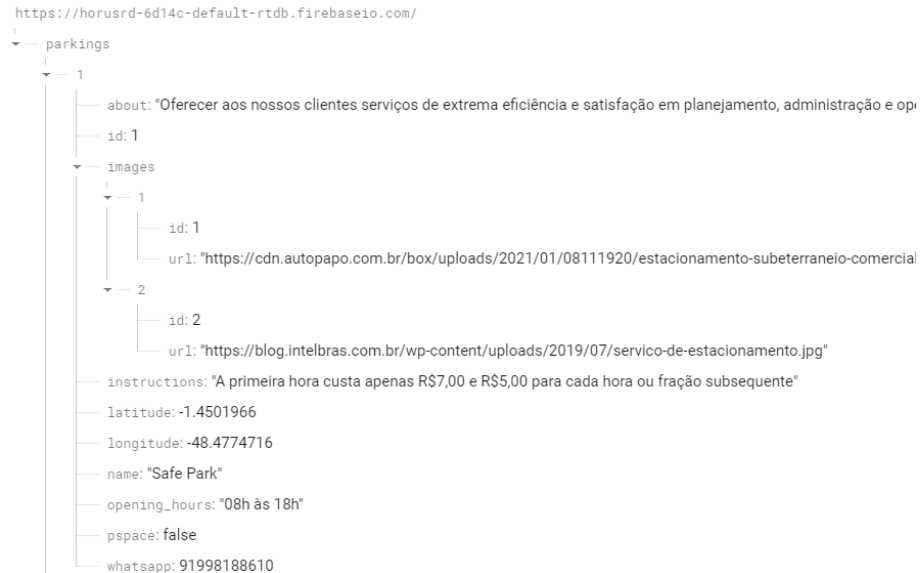 https://horusrd-6d14c-default-rtdb.firebaseio.com/
parkings
1
about: "Oferecer aos nossos clientes serviços de extrema eficiência e satisfação em planejamento, administração e
id: 1
images
1
id: 1
url: "https://cdn.autopapo.com.br/box/uploads/2021/01/08111920/estacionamento-subeterraneio-comercial
2
id: 2
url: "https://blog.intelbras.com.br/wp-content/uploads/2019/07/servico-de-estacionamento.jpg"
instructions: "A primeira hora custa apenas R$7,00 e R$5,00 para cada hora ou fração subsequente"
latitude: -1.4501966
longitude: -48.4774716
name: "Safe Park"
opening_hours: "08h às 18h"
pspace: false
whatsapp: 91998188610